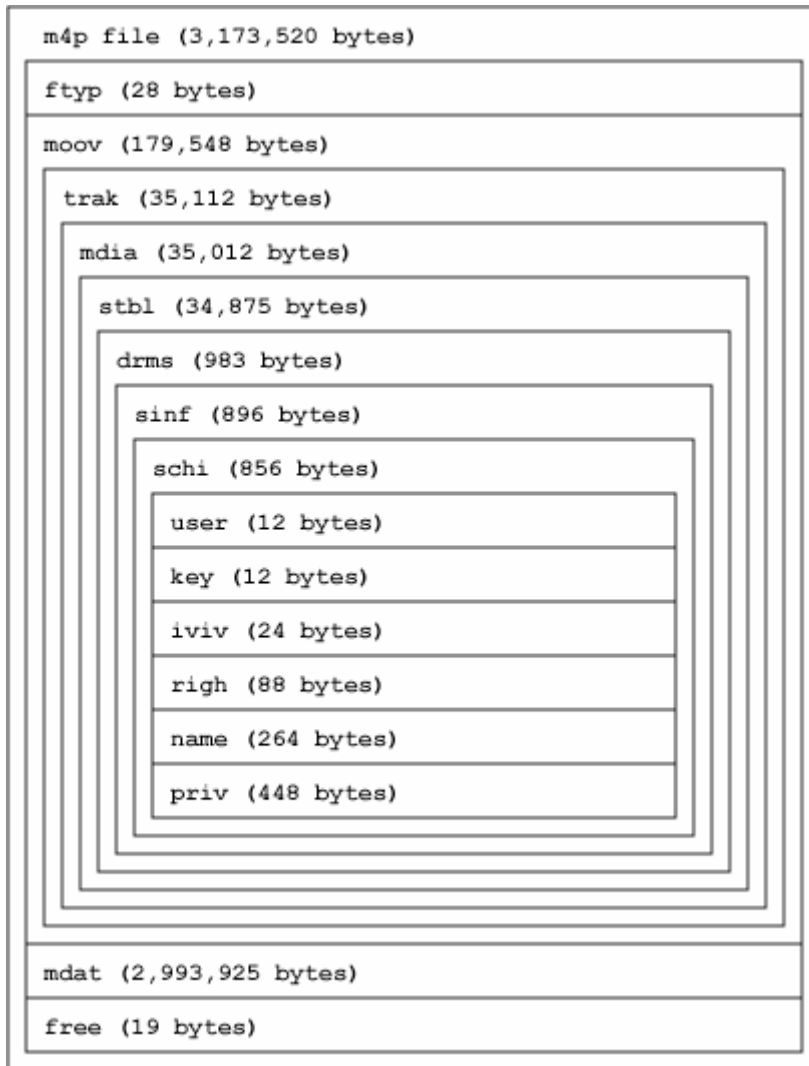 m4p file (3,173,520 bytes)
ftyp (28 bytes)
moov (179,548 bytes)
trak (35,112 bytes)
mdia (35,012 bytes)
stbl (34,875 bytes)
drms (983 bytes)
sinf (896 bytes)
schi (856 bytes)
user (12 bytes)
key (12 bytes)
iviv (24 bytes)
righ (88 bytes)
name (264 bytes)
priv (448 bytes)
mdat (2,993,925 bytes)
free (19 bytes)